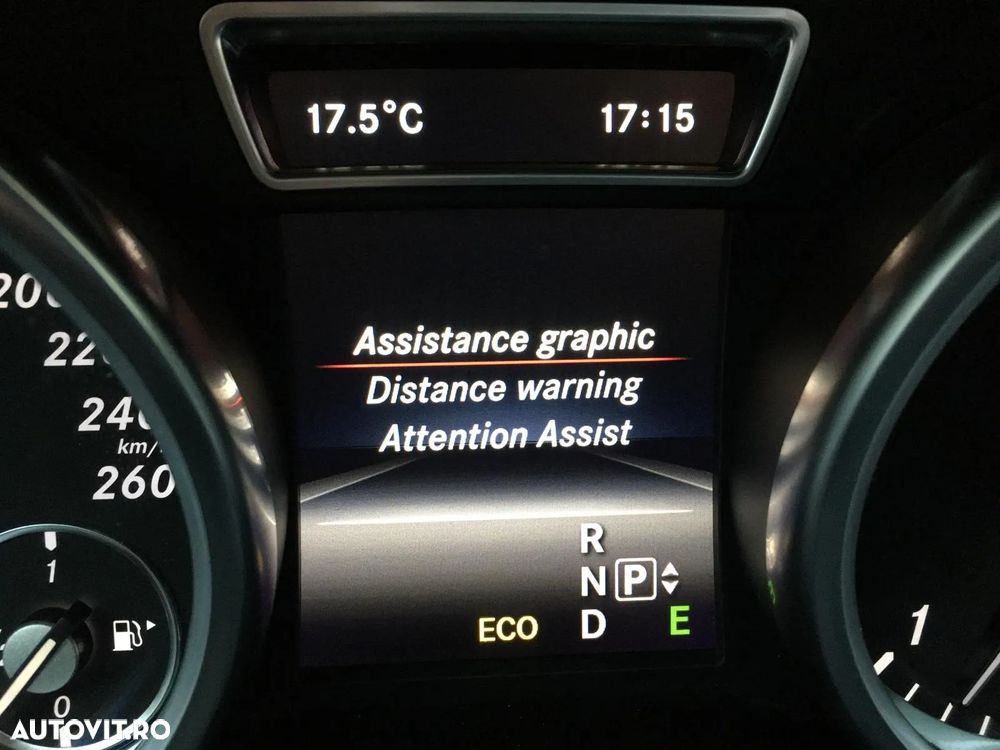 17.5°C 17:15
Assistance graphic
Distance warning
Attention Assist
R
N P
ECO D E
220
240
km/
260
1
0
1
AUTOVIT.RO